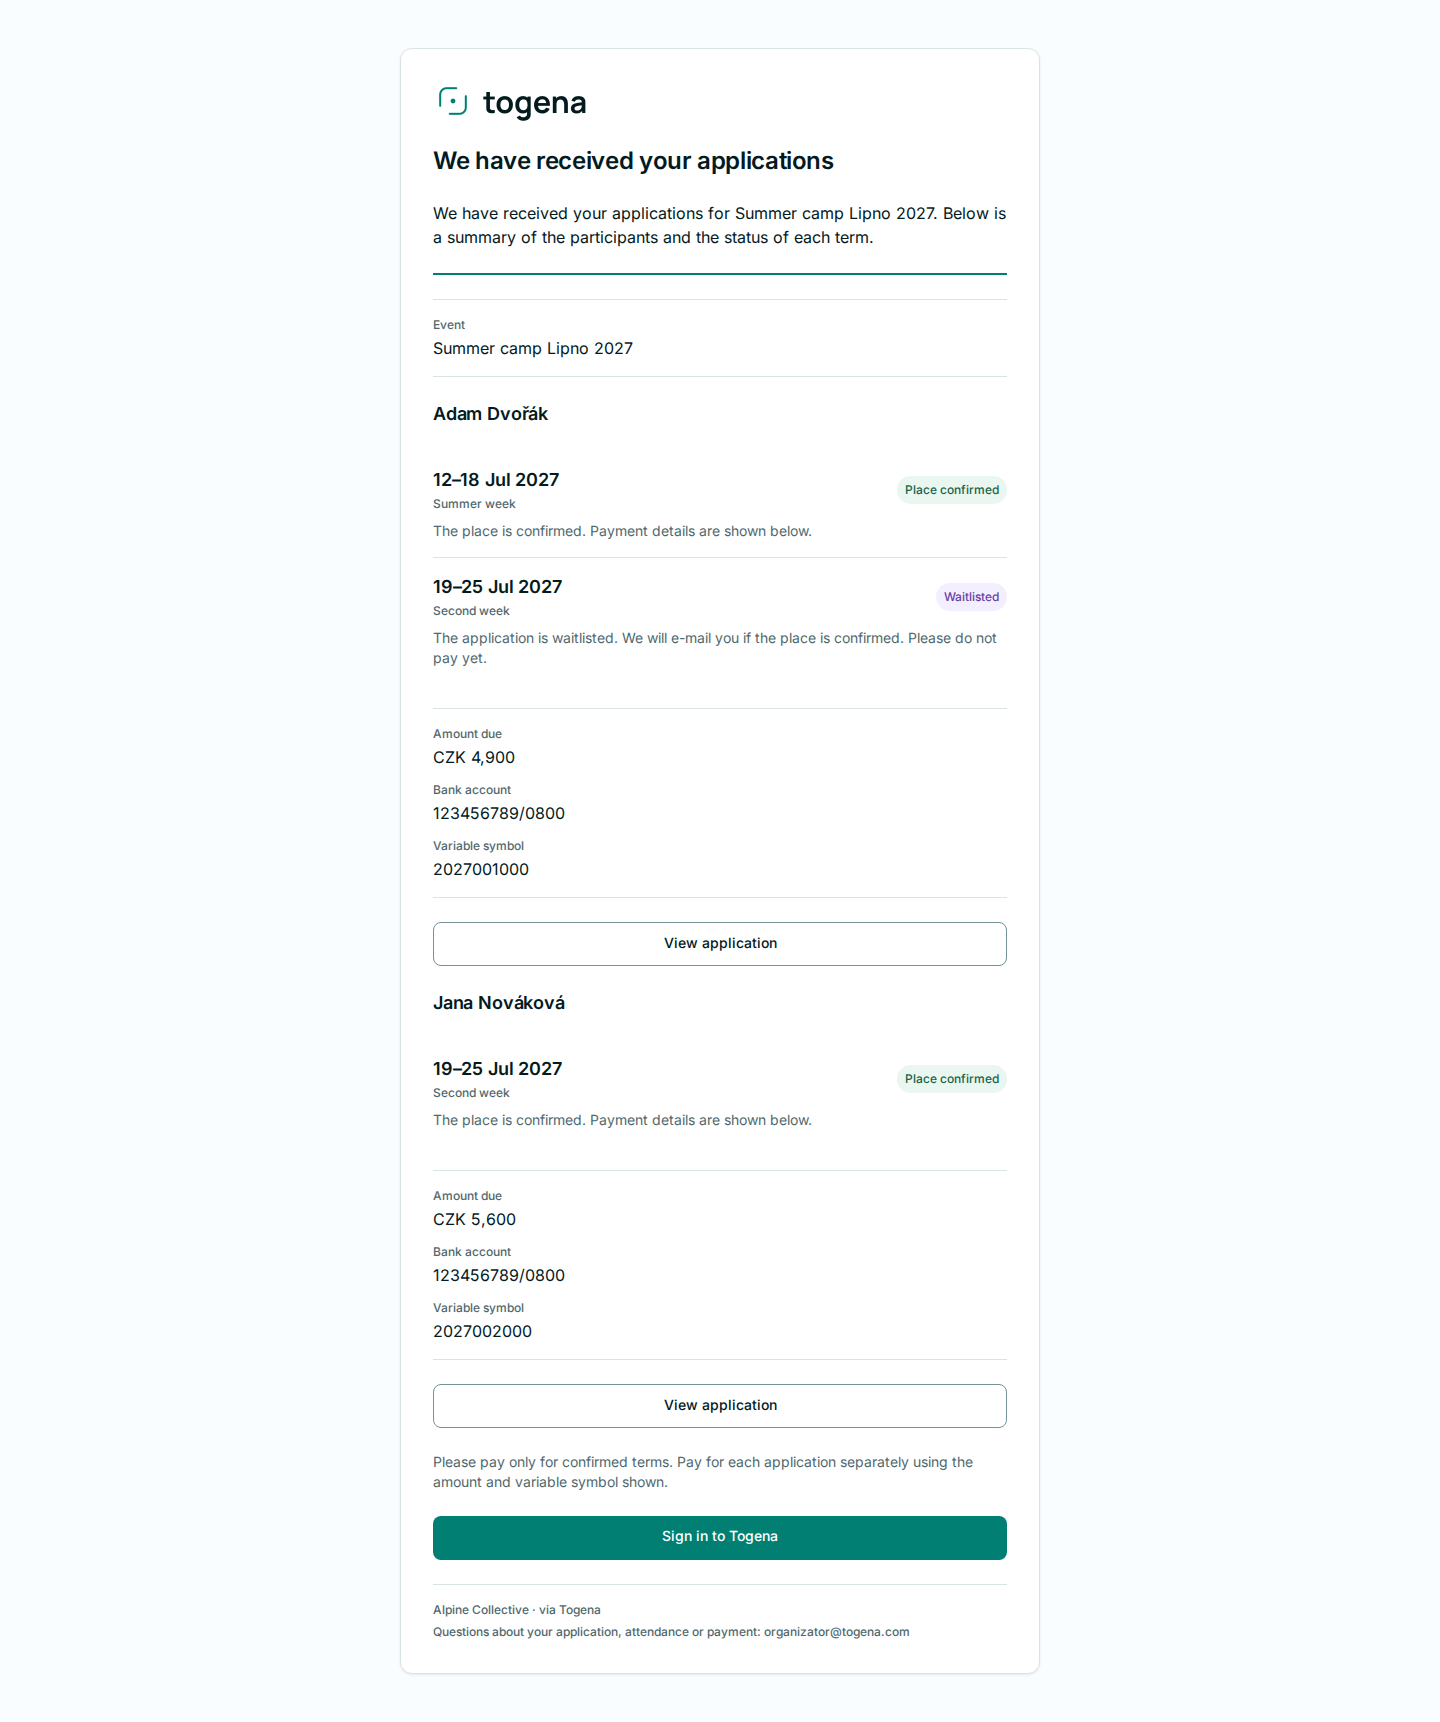 togena
We have received your applications
We have received your applications for Summer camp Lipno 2027. Below is
a summary of the participants and the status of each term.
Event
Summer camp Lipno 2027
Adam Dvořák
12–18 Jul 2027
Place confirmed
Summer week
The place is confirmed. Payment details are shown below.
19–25 Jul 2027
Waitlisted
Second week
The application is waitlisted. We will e-mail you if the place is confirmed. Please do not
pay yet.
Amount due
CZK 4,900
Bank account
123456789/0800
Variable symbol
2027001000
View application
Jana Nováková
19–25 Jul 2027
Place confirmed
Second week
The place is confirmed. Payment details are shown below.
Amount due
CZK 5,600
Bank account
123456789/0800
Variable symbol
2027002000
View application
Please pay only for confirmed terms. Pay for each application separately using the
amount and variable symbol shown.
Sign in to Togena
Alpine Collective · via Togena
Questions about your application, attendance or payment: organizator@togena.com